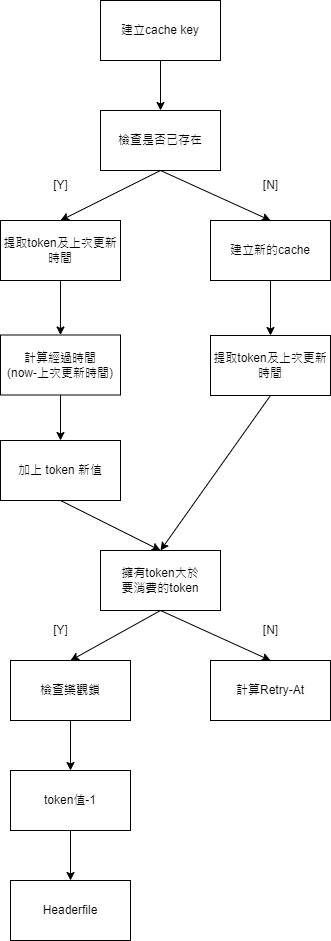 建立cache key
檢查是否已存在
[Y]
[N]
提取token及上次更新
時間
建立新的cache
計算經過時間
(now-上次更新時間)
提取token及上次更新
時間
加上 token 新值
擁有token大於
要消費的token
[Y]
[N]
檢查樂觀鎖
計算Retry-At
token值-1
Headerfile